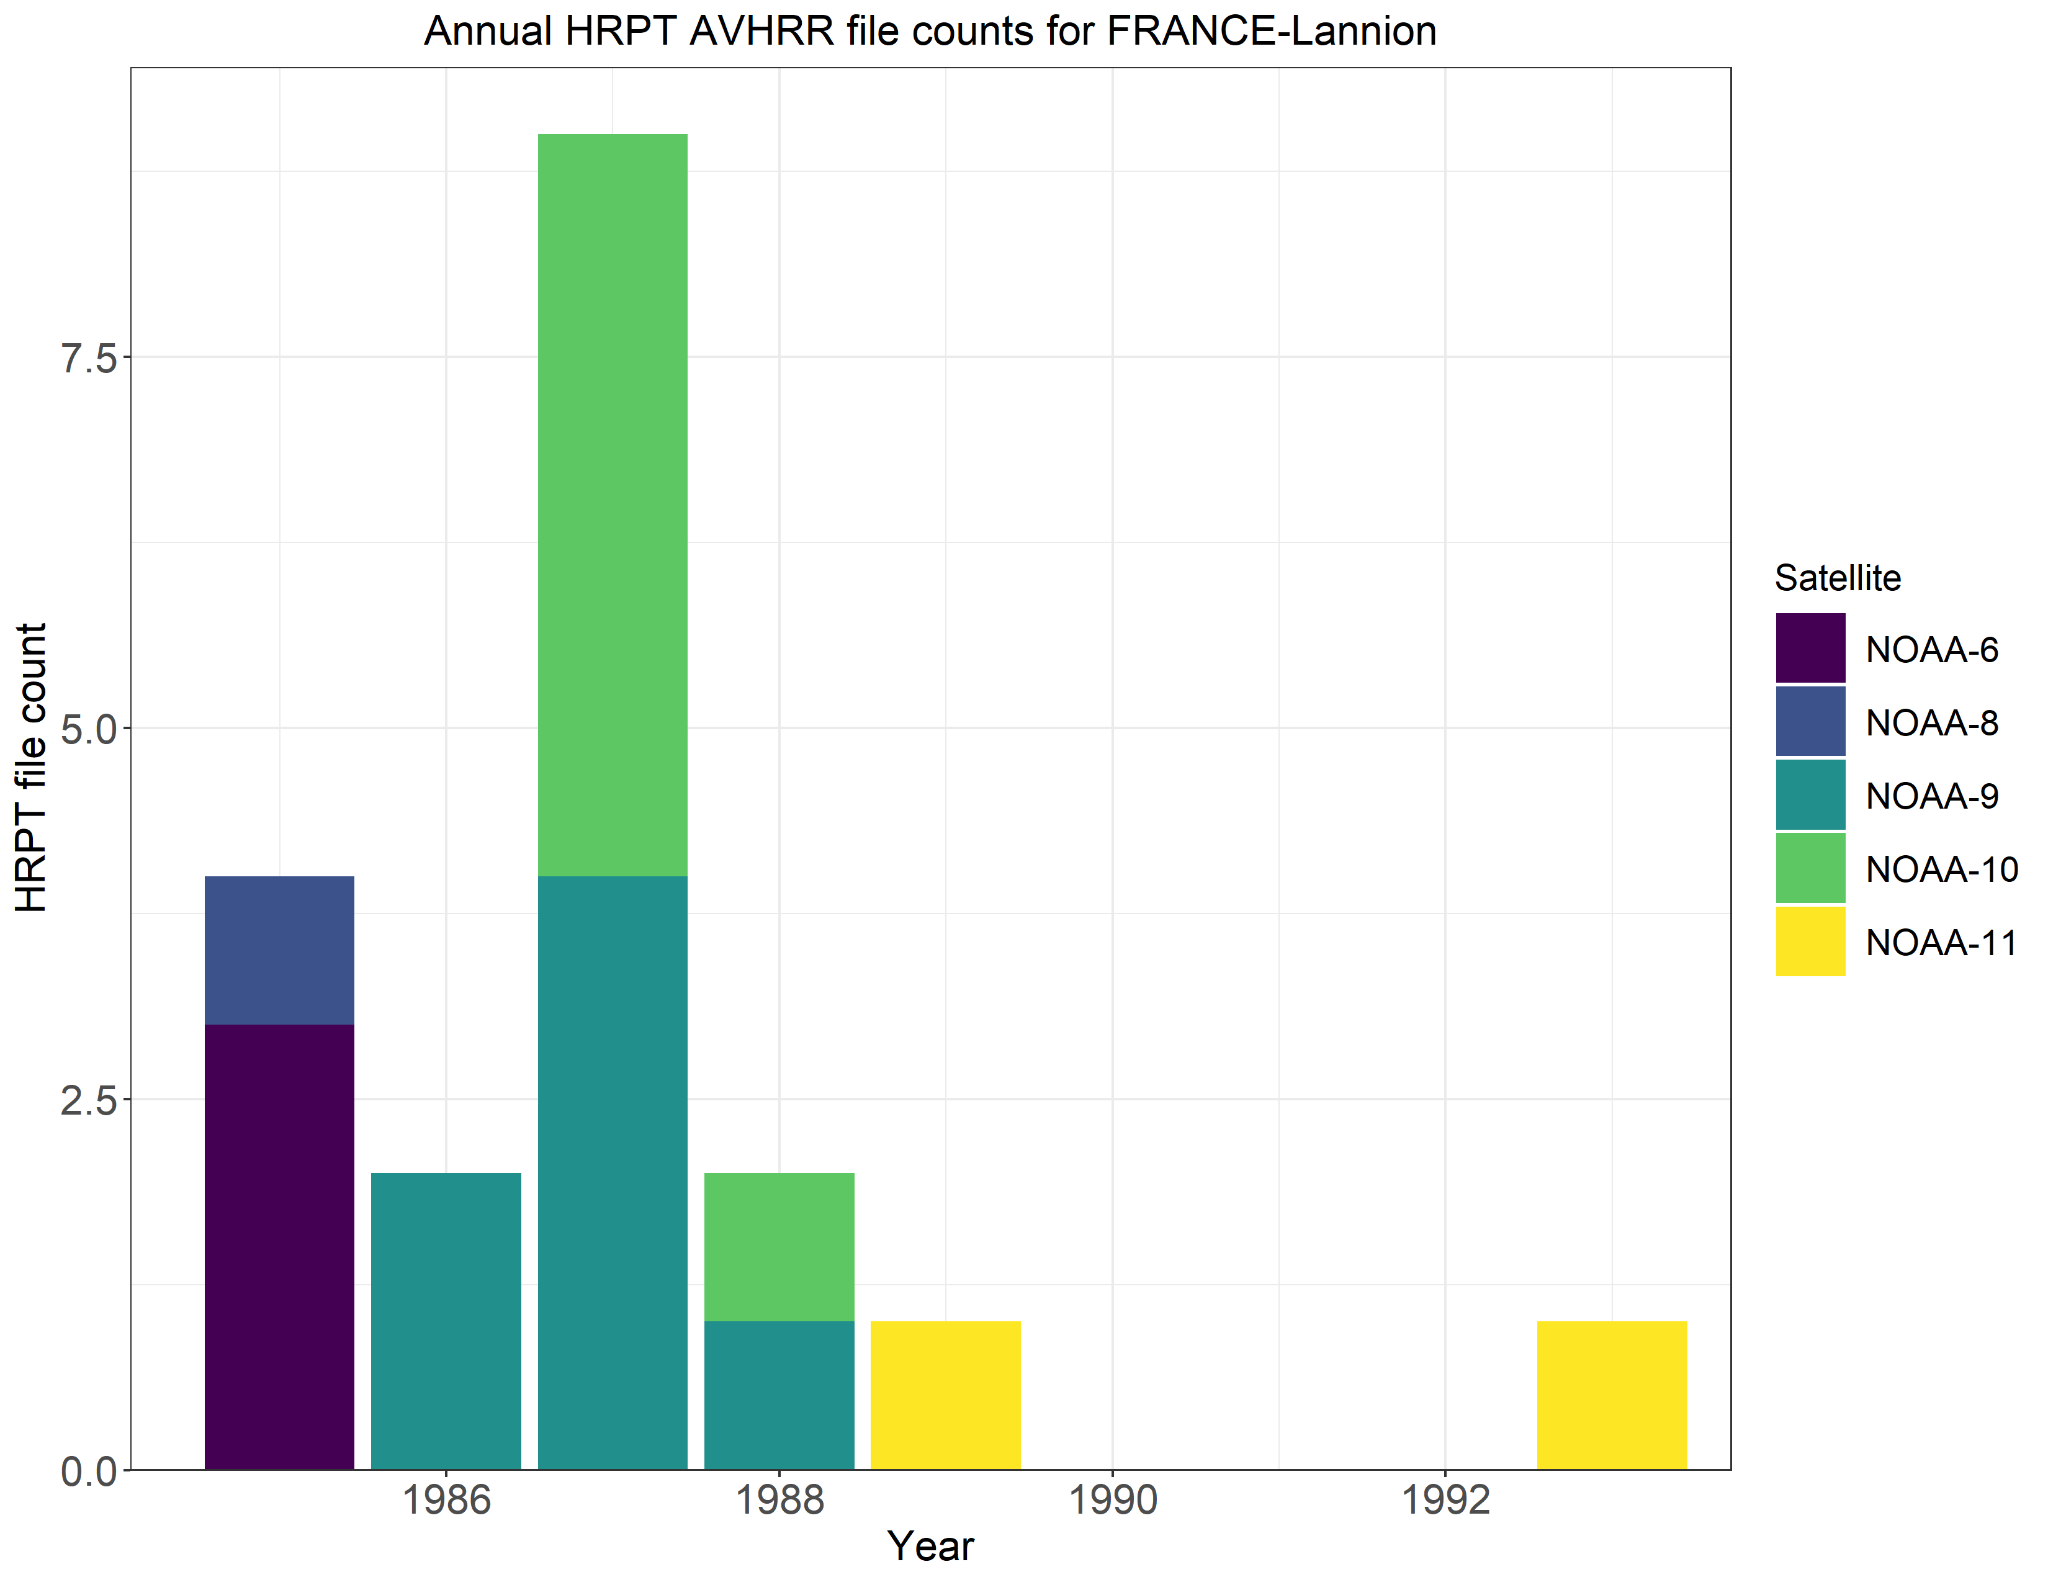 Annual HRPT AVHRR file counts for FRANCE-Lannion
HRPT file count
7.5
5.0
2.5
0.0
1986
1988
1990
1992
Year
Satellite
NOAA-6
NOAA-8
NOAA-9
NOAA-10
NOAA-11